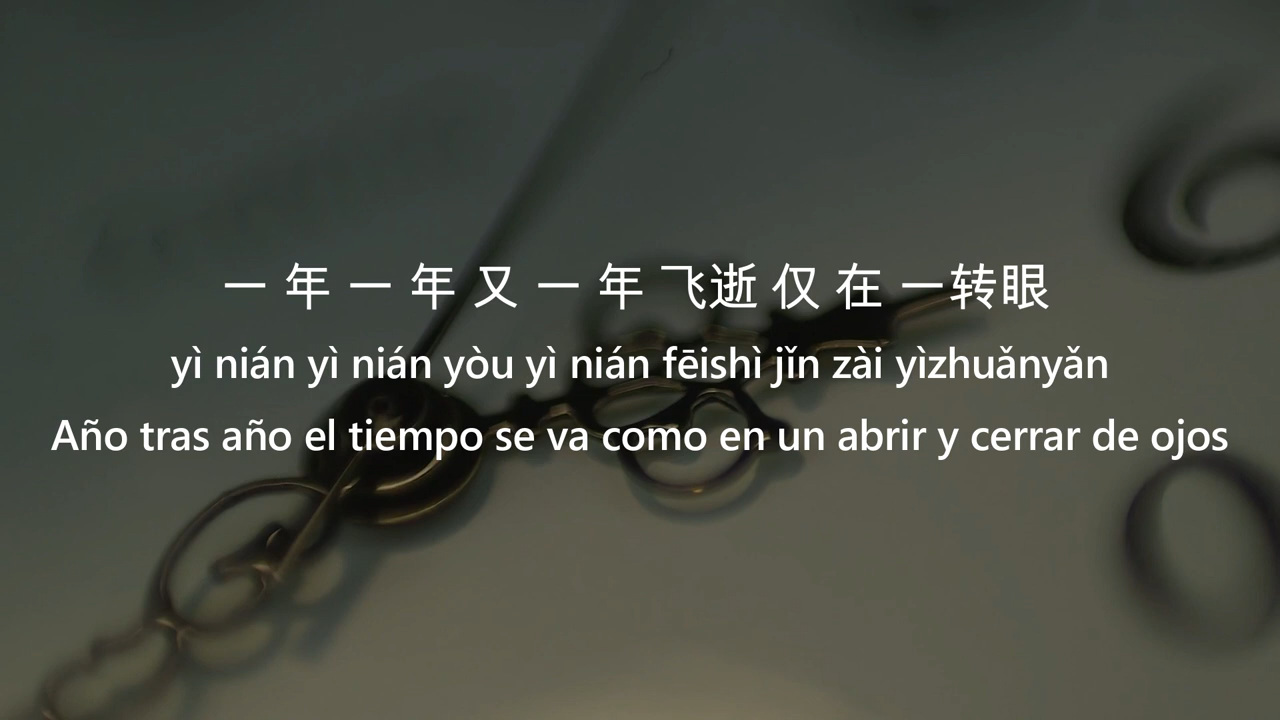 一 年 一 年 又 一 年 飞逝 仅 在 一转眼
yì nián yì nián yòu yì nián fēishì jǐn zài yìzhuǎnyǎn
Año tras año el tiempo se va como en un abrir y cerrar de ojos